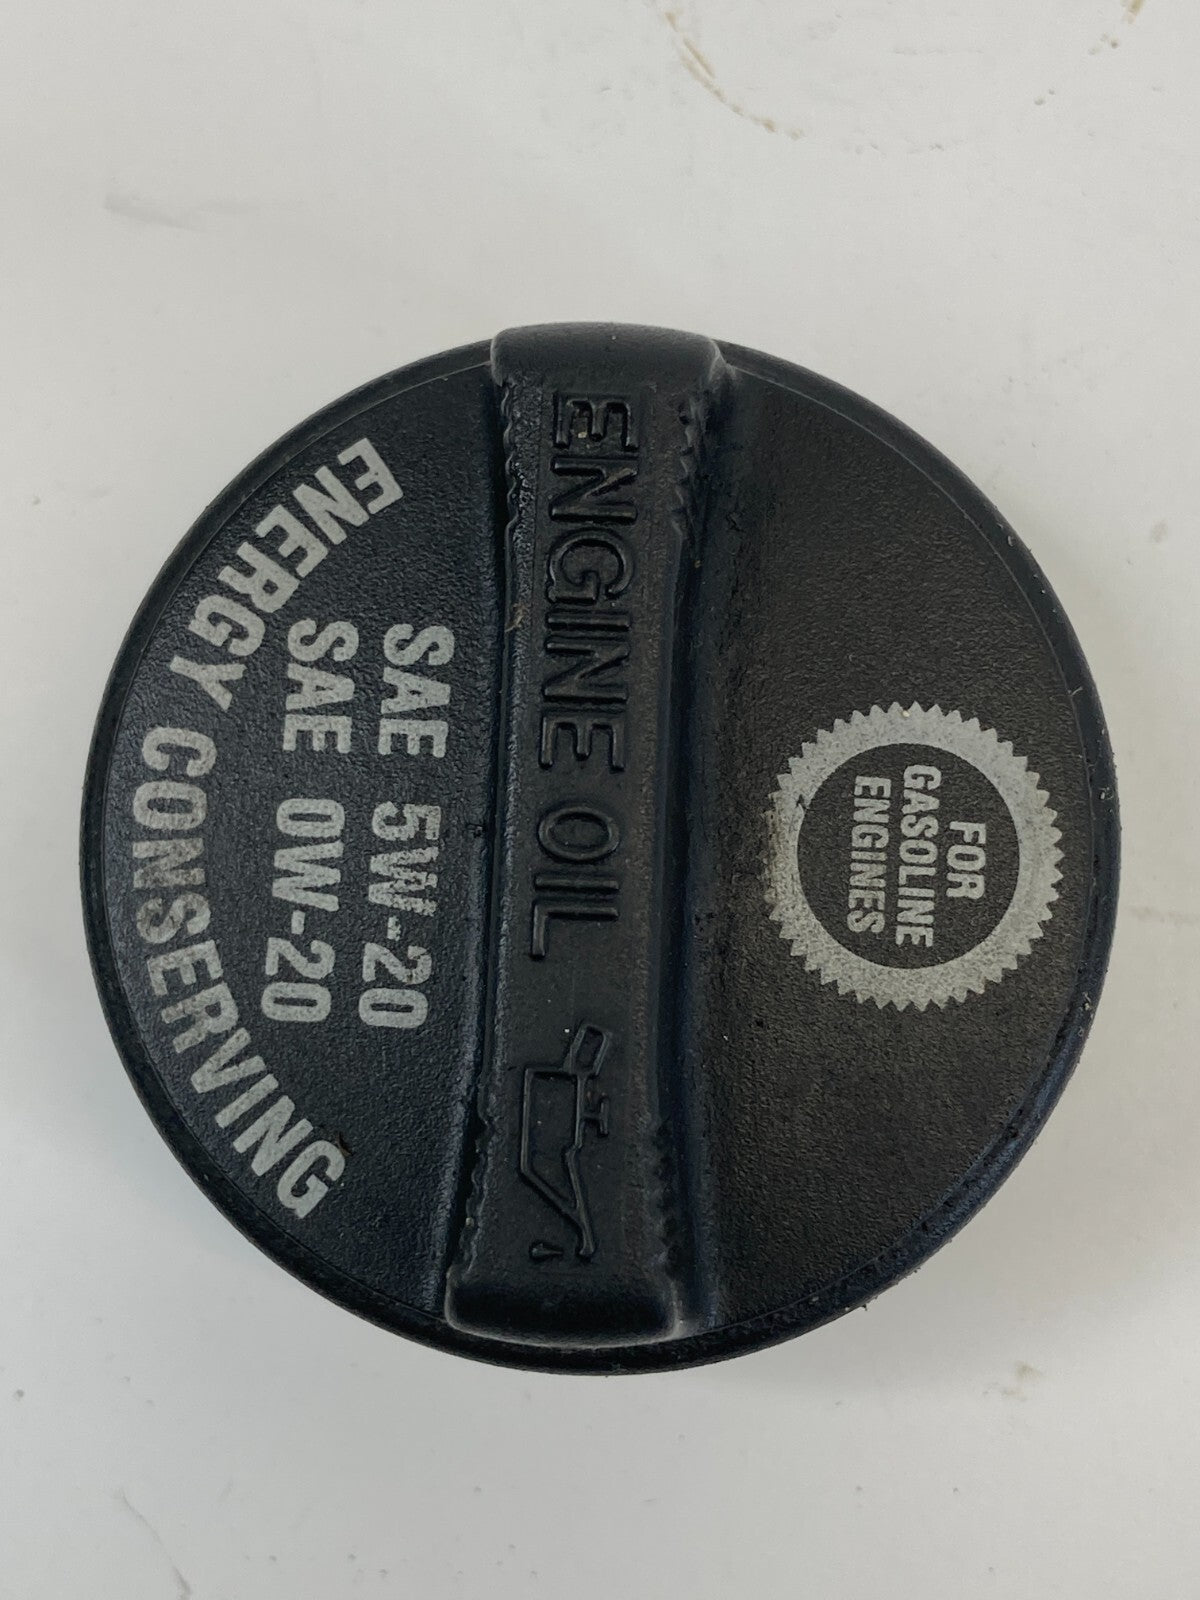 FOR
GASOLINE
ENGINES
ENGINE OIL
SAE 5W-20
SAE 0W-20
ENERGY CONSERVING